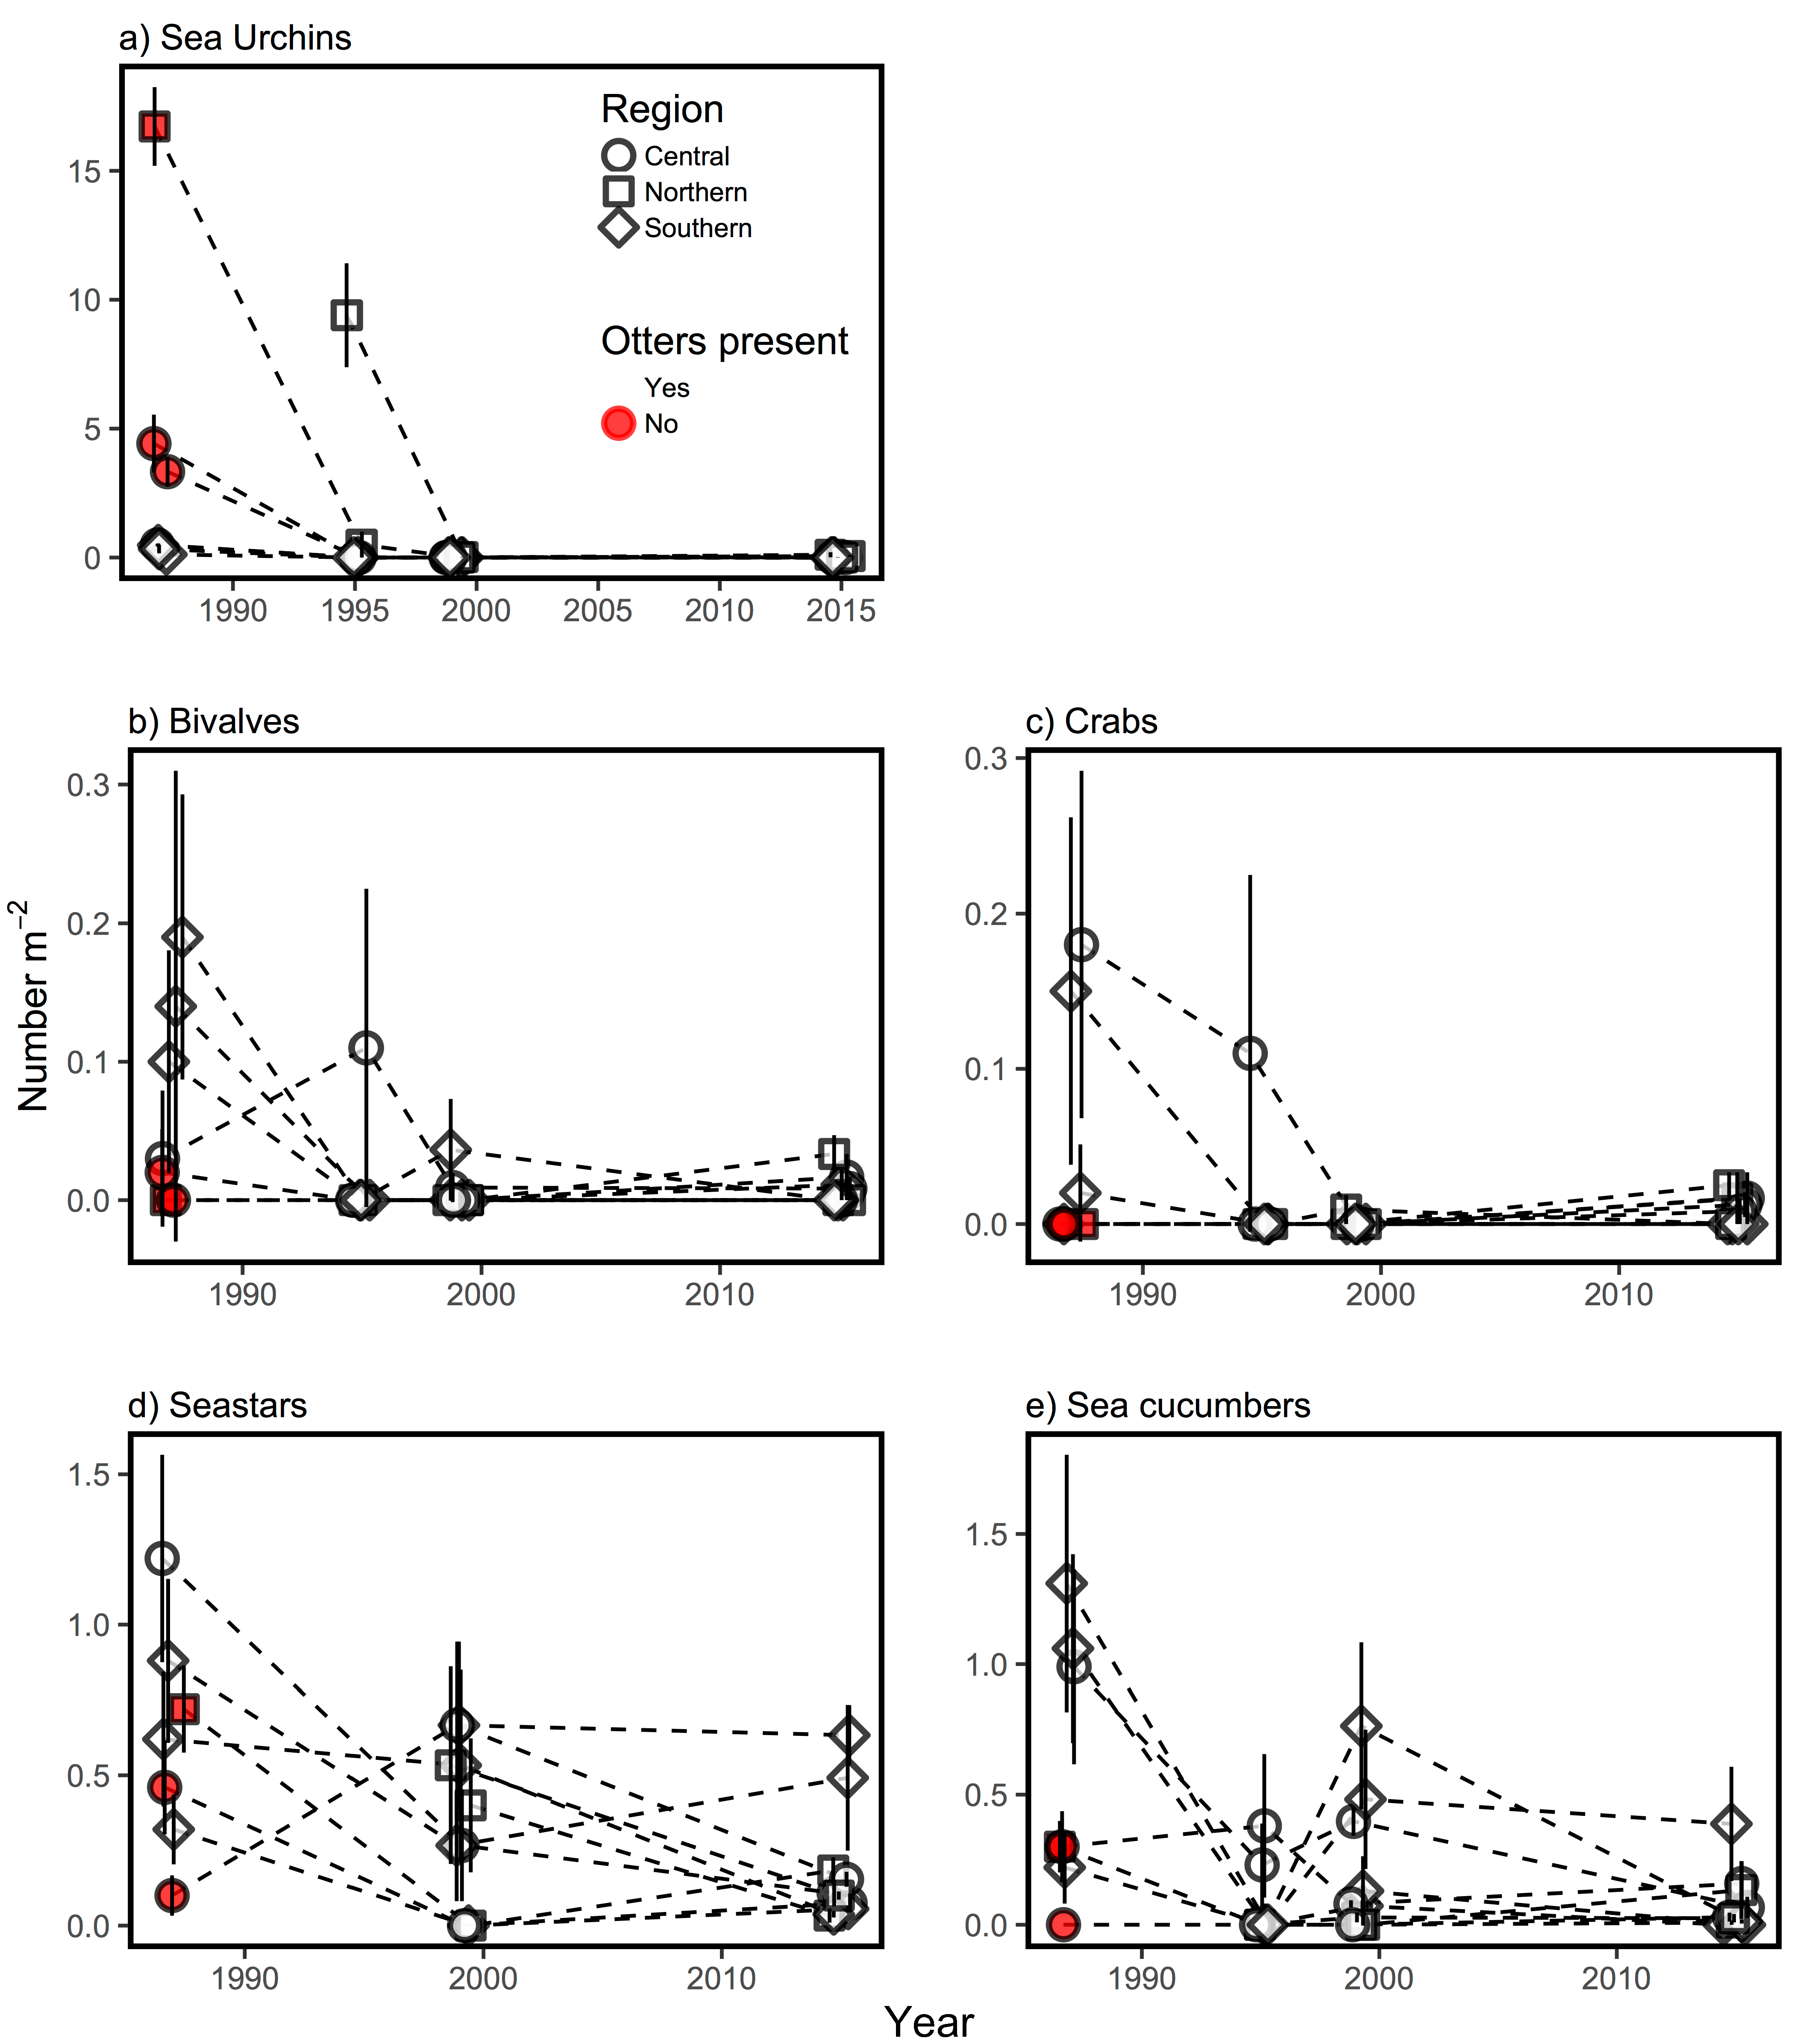 a) Sea Urchins
Region
Central
Northern
Southern
Otters present
Yes
No
15
10
5
0
1990 1995 2000 2005 2010 2015
b) Bivalves
0.3
0.2
0.1
0.0
1990 2000 2010
c) Crabs
0.3
0.2
0.1
0.0
1990 2000 2010
Number m⁻²
d) Seastars
1.5
1.0
0.5
0.0
1990 2000 2010
e) Sea cucumbers
1.5
1.0
0.5
0.0
1990 2000 2010
Year